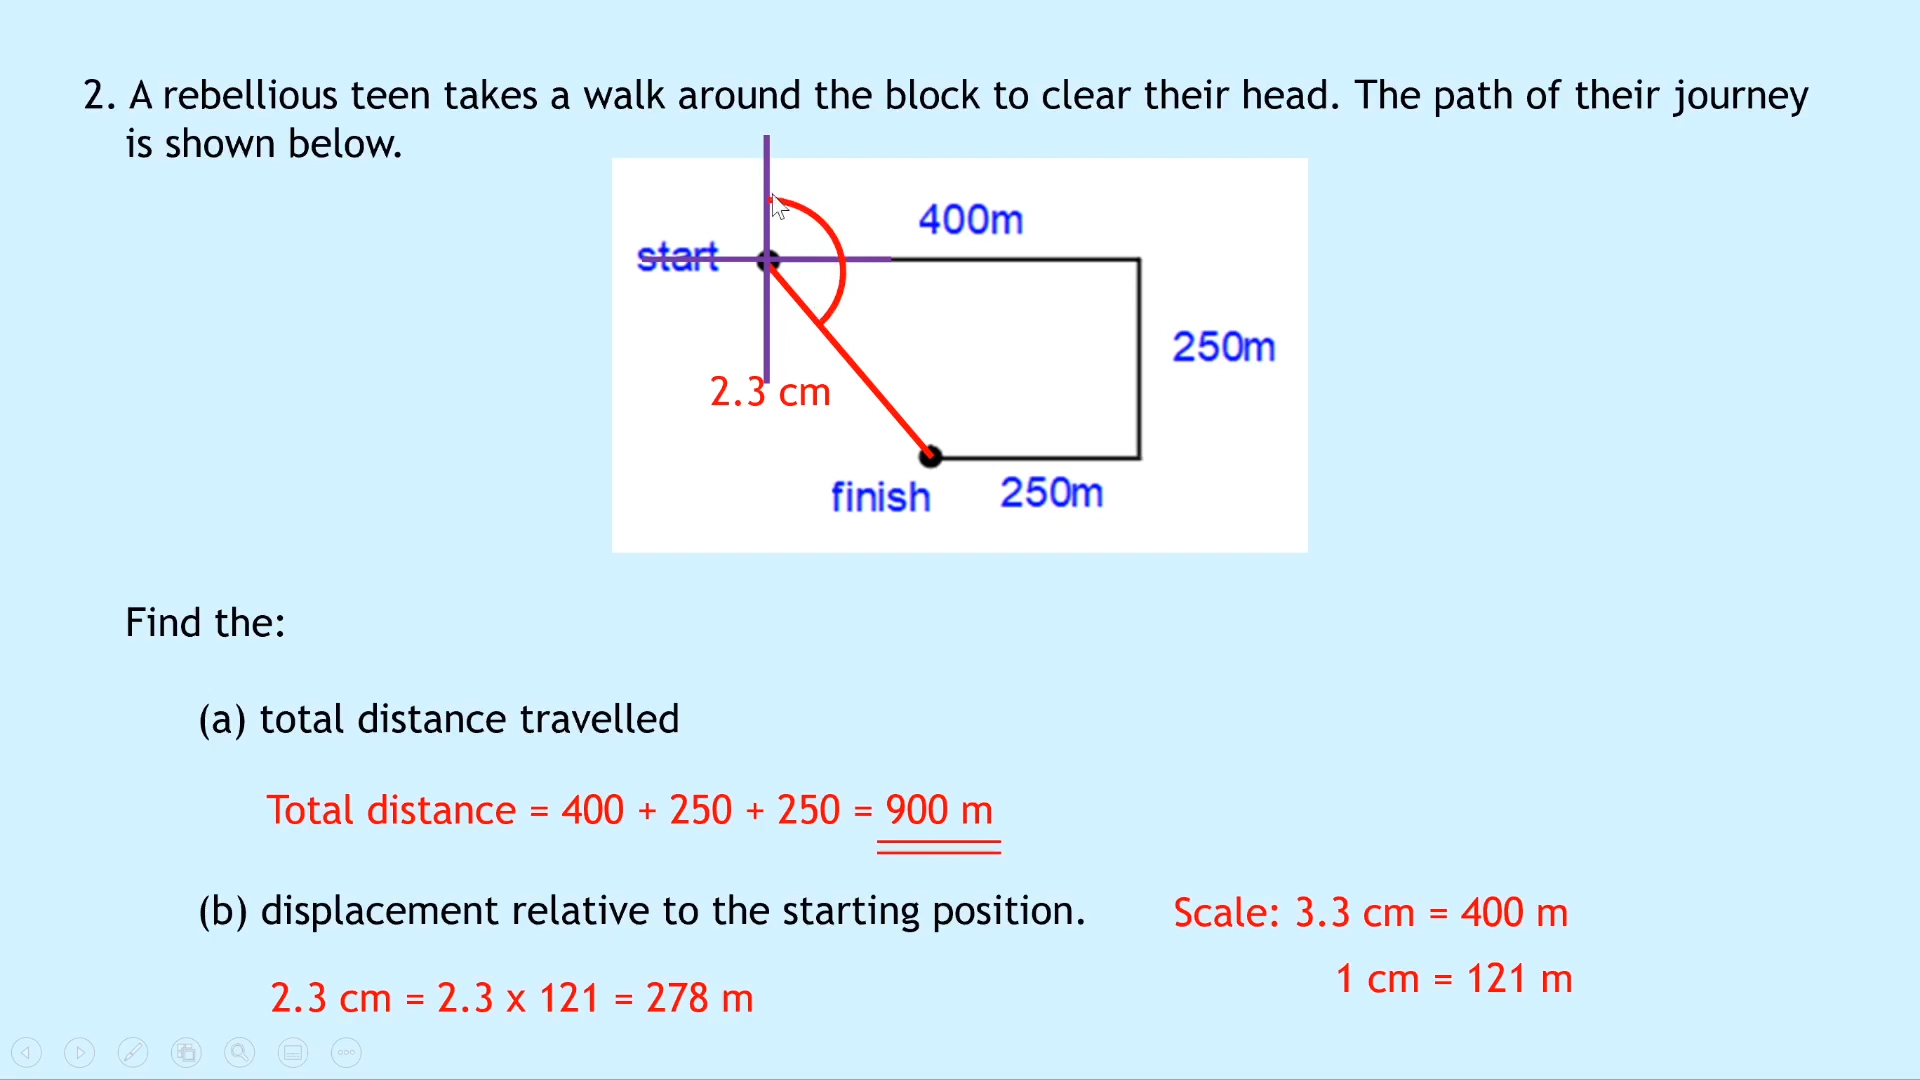 2. A rebellious teen takes a walk around the block to clear their head. The path of their journey
is shown below.
400m
start
250m
2.3 cm
finish
250m
Find the:
(a) total distance travelled
Total distance = 400 + 250 + 250 = 900 m
(b) displacement relative to the starting position.
Scale: 3.3 cm = 400 m
1 cm = 121 m
2.3 cm = 2.3 x 121 = 278 m